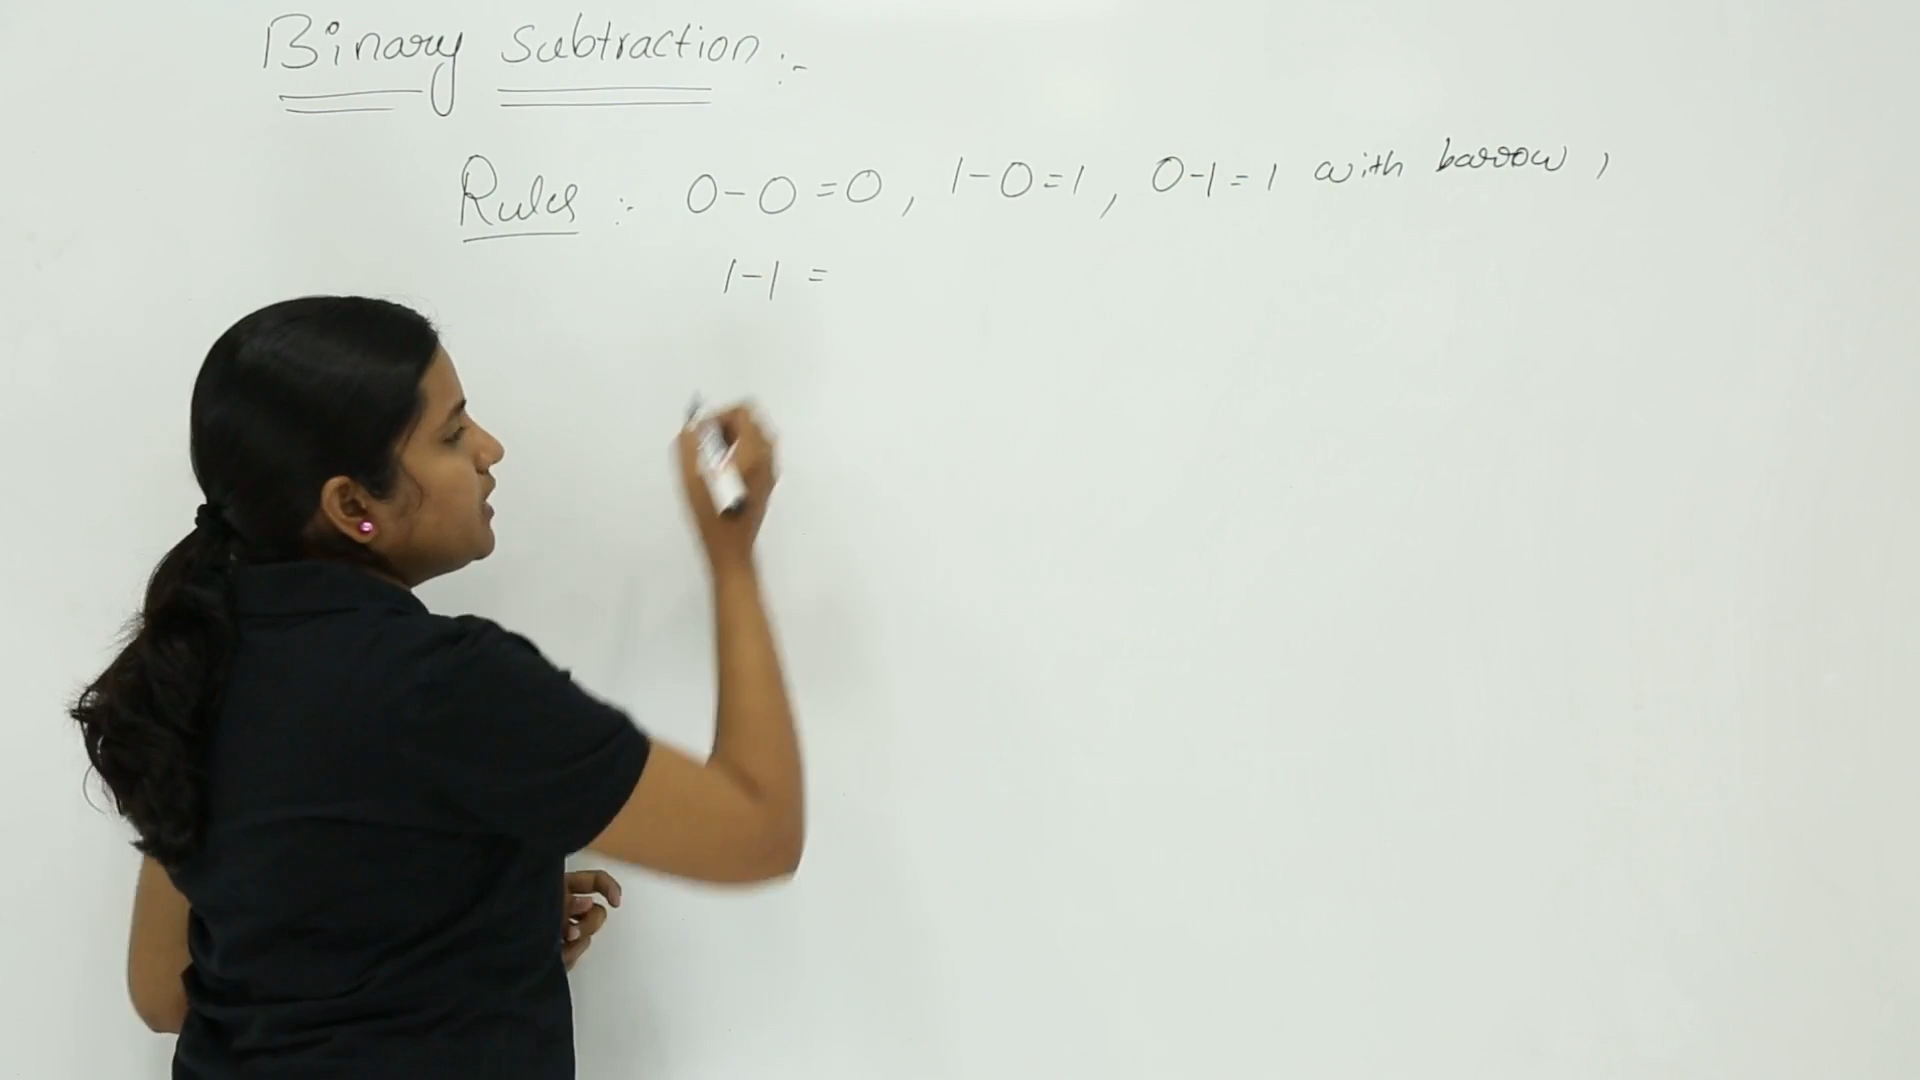 Binary Subtraction :-
Rules :- 0-0=0, 1-0=1, 0-1=1 with barrow,
1-1 =